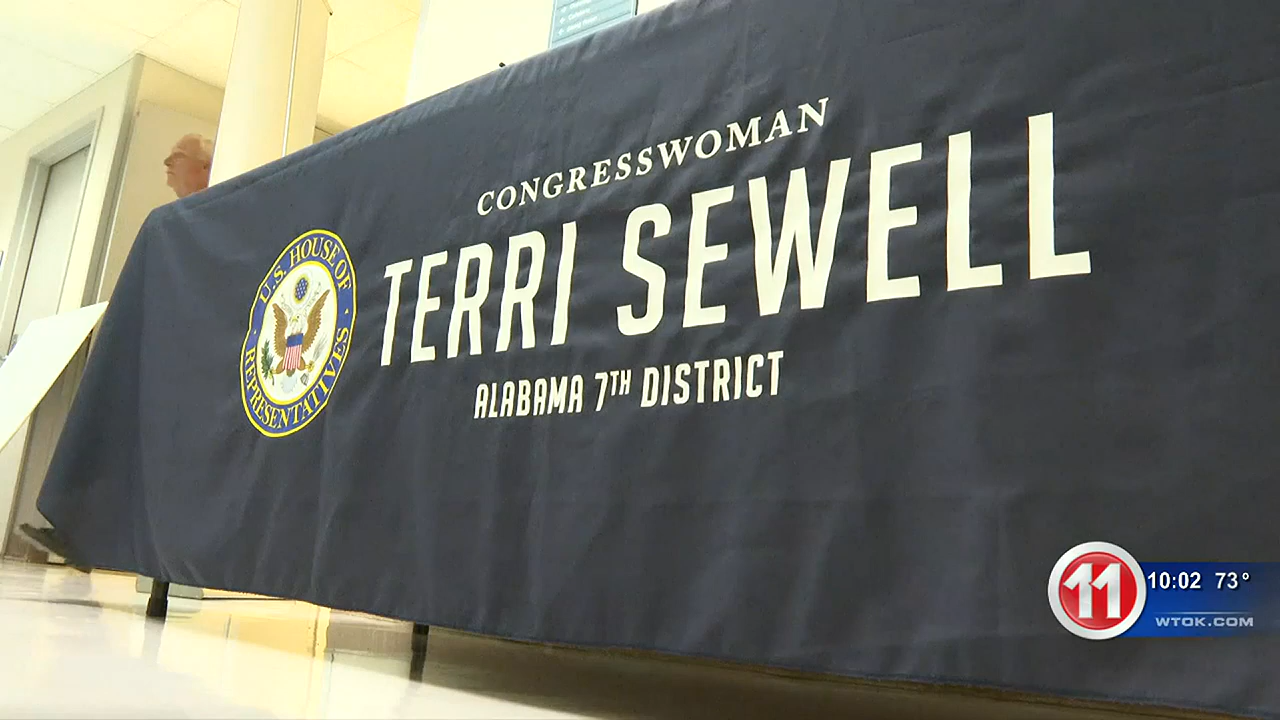 CONGRESSWOMAN
TERRI SEWELL
ALABAMA 7TH DISTRICT
U.S. HOUSE OF
REPRESENTATIVES
11
10:02 73°
WTOK.COM